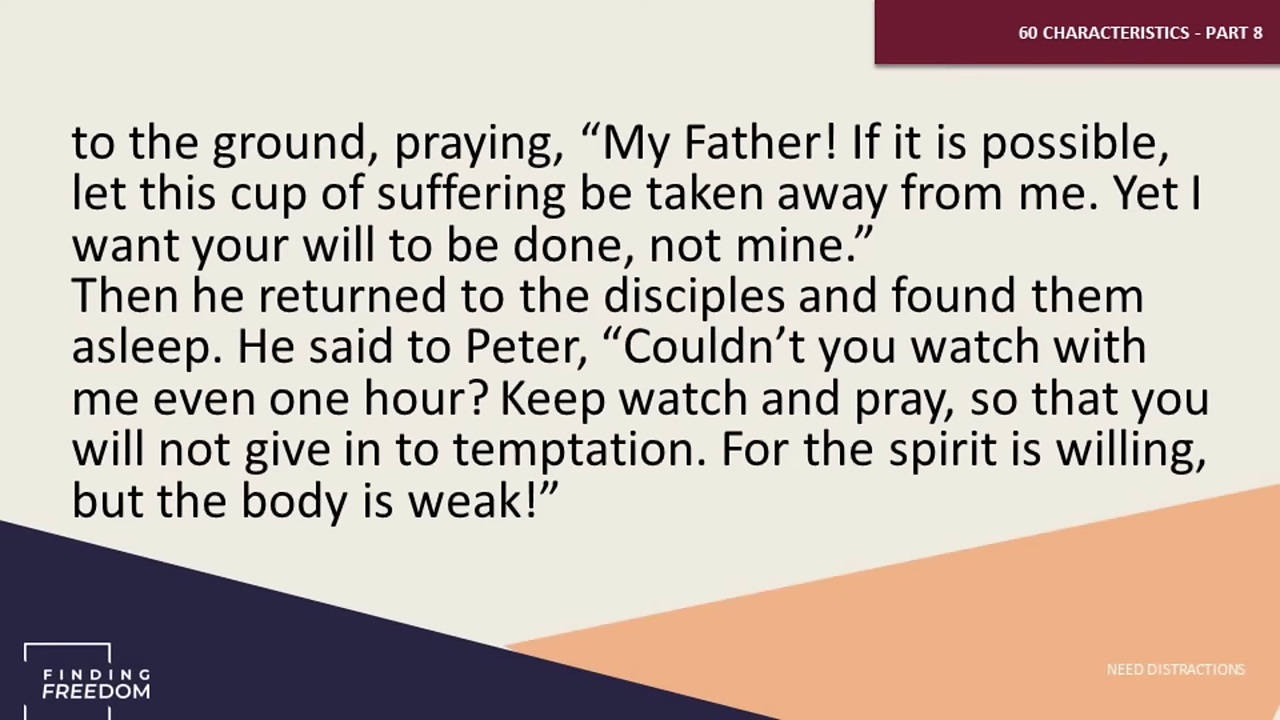 60 CHARACTERISTICS - PART 8
to the ground, praying, “My Father! If it is possible,
let this cup of suffering be taken away from me. Yet I
want your will to be done, not mine.”
Then he returned to the disciples and found them
asleep. He said to Peter, “Couldn’t you watch with
me even one hour? Keep watch and pray, so that you
will not give in to temptation. For the spirit is willing,
but the body is weak!”
FINDING
FREEDOM
NEED DISTRACTIONS